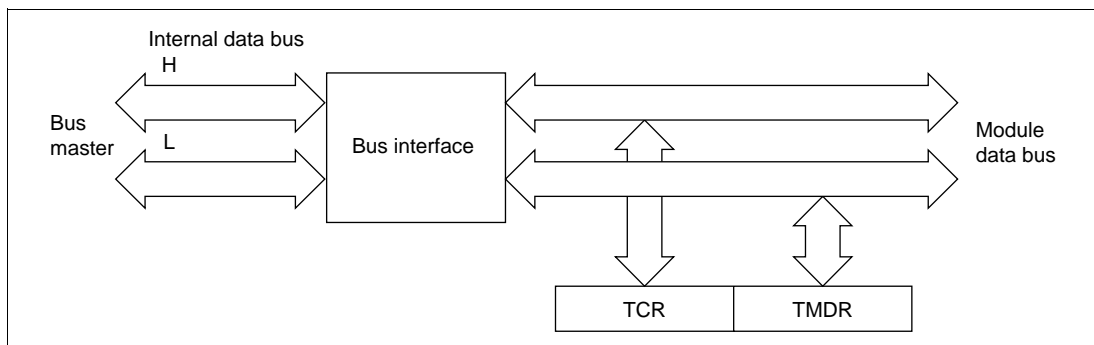 Internal data bus
H
Bus
master
L
Bus interface
Module
data bus
TCR
TMDR